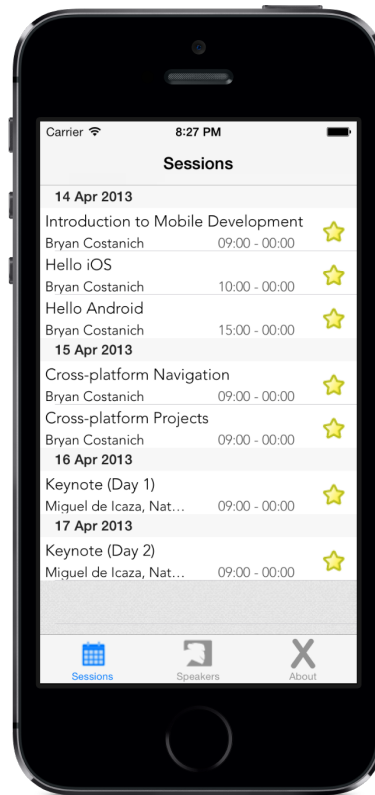 Carrier 8:27 PM
Sessions
14 Apr 2013
Introduction to Mobile Development
Bryan Costanich 09:00 - 00:00
Hello iOS
Bryan Costanich 10:00 - 00:00
Hello Android
Bryan Costanich 15:00 - 00:00
15 Apr 2013
Cross-platform Navigation
Bryan Costanich 09:00 - 00:00
Cross-platform Projects
Bryan Costanich 09:00 - 00:00
16 Apr 2013
Keynote (Day 1)
Miguel de Icaza, Nat... 09:00 - 00:00
17 Apr 2013
Keynote (Day 2)
Miguel de Icaza, Nat... 09:00 - 00:00
Sessions Speakers About